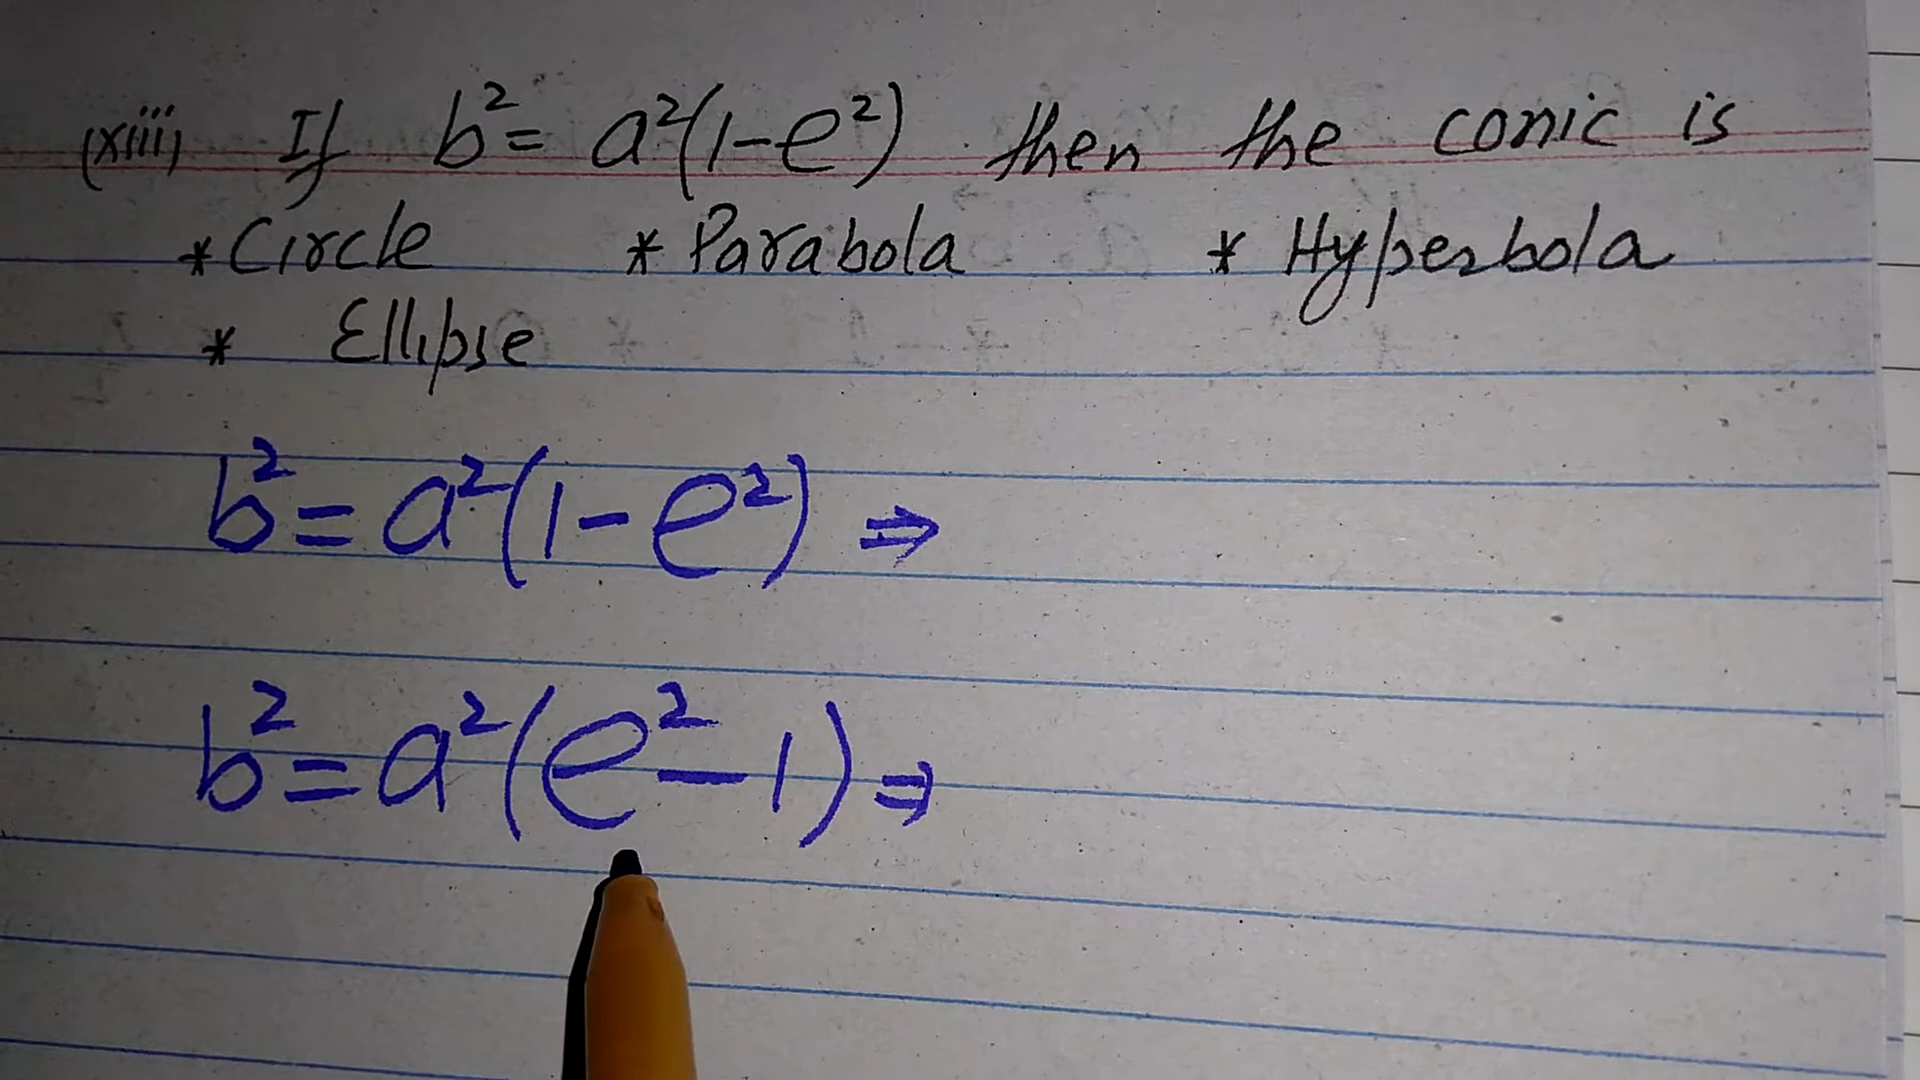 (xiii) If b²= a²(1-e²) then the conic is
*Circle * Parabola * Hyperbola
* Ellipse
b² = a²(1 - e²) ⇒
b² = a²(e² - 1) ⇒